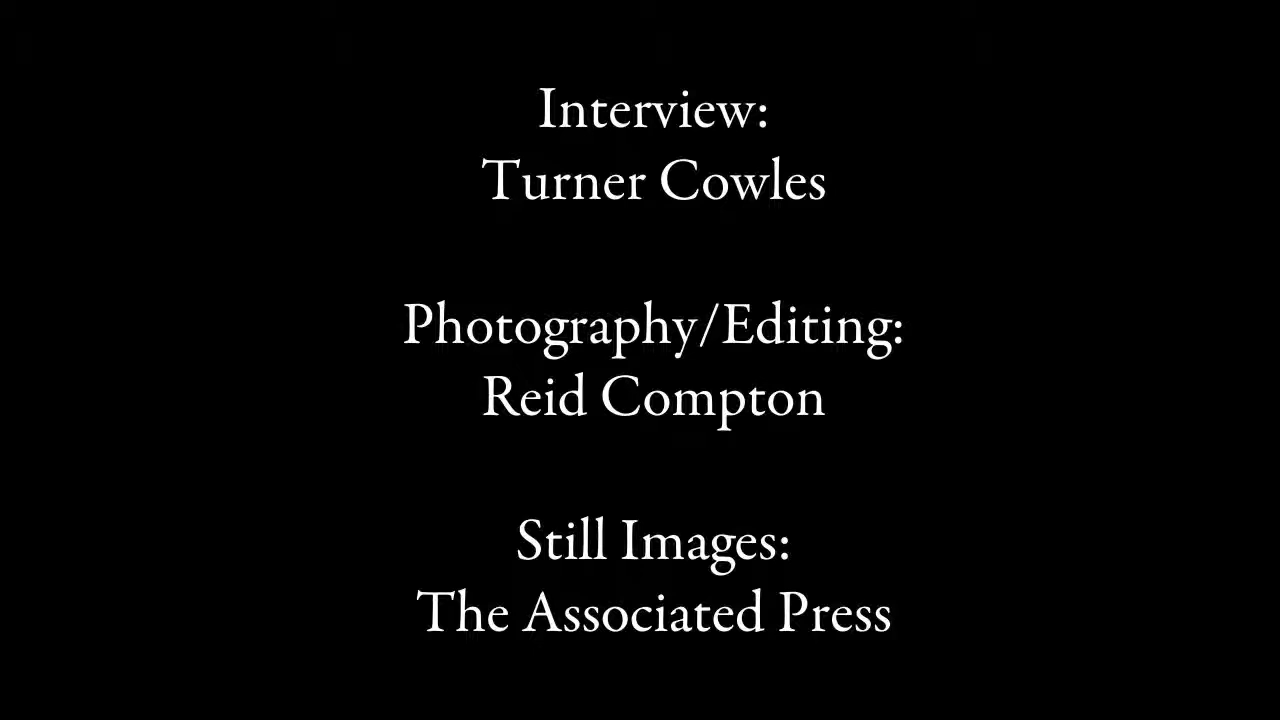 Interview:
Turner Cowles
Photography/Editing:
Reid Compton
Still Images:
The Associated Press